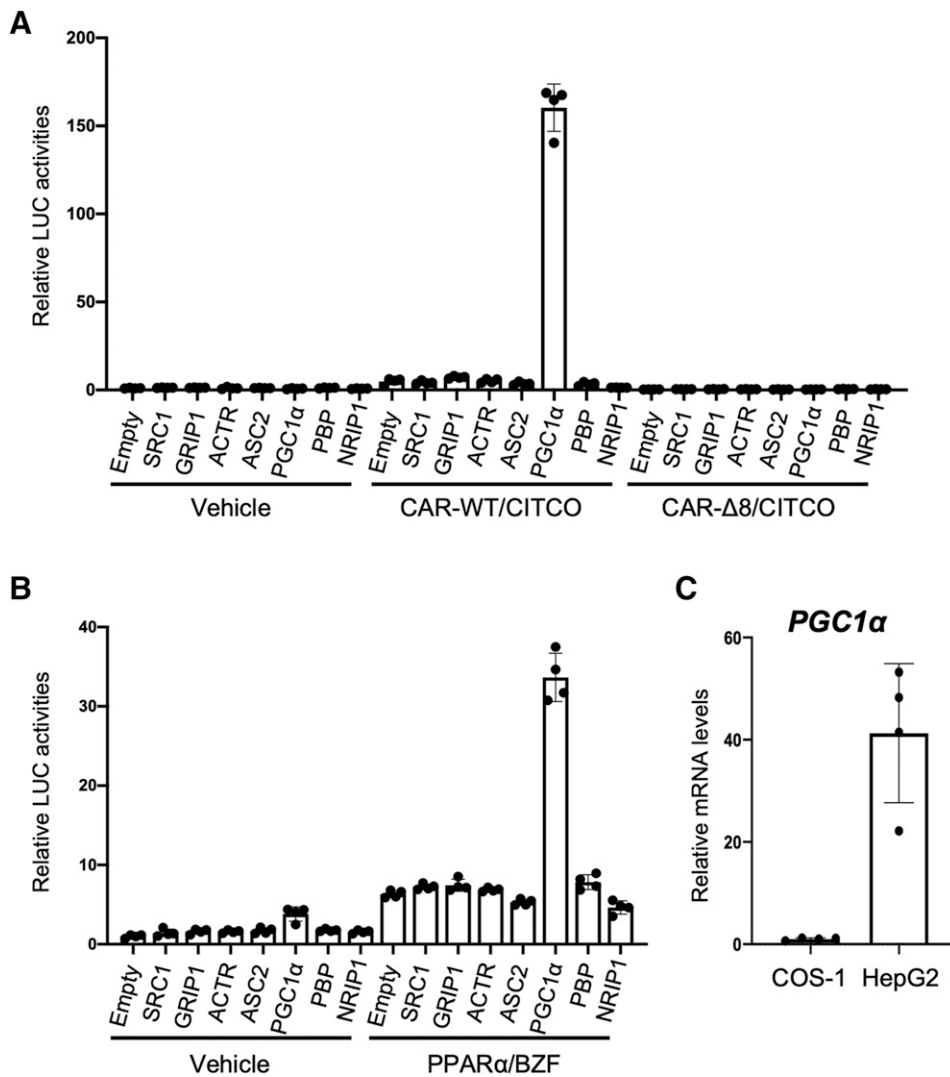 A
Relative LUC activities
200
150
100
50
0
Empty
SRC1
GRIP1
ACTR
ASC2
PGC1α
PBP
NRIP1
Empty
SRC1
GRIP1
ACTR
ASC2
PGC1α
PBP
NRIP1
Empty
SRC1
GRIP1
ACTR
ASC2
PGC1α
PBP
NRIP1
Vehicle
CAR-WT/CITCO
CAR-Δ8/CITCO
B
Relative LUC activities
40
30
20
10
0
Empty
SRC1
GRIP1
ACTR
ASC2
PGC1α
PBP
NRIP1
Empty
SRC1
GRIP1
ACTR
ASC2
PGC1α
PBP
NRIP1
Vehicle
PPARα/BZF
C
PGC1α
Relative mRNA levels
60
40
20
0
COS-1 HepG2